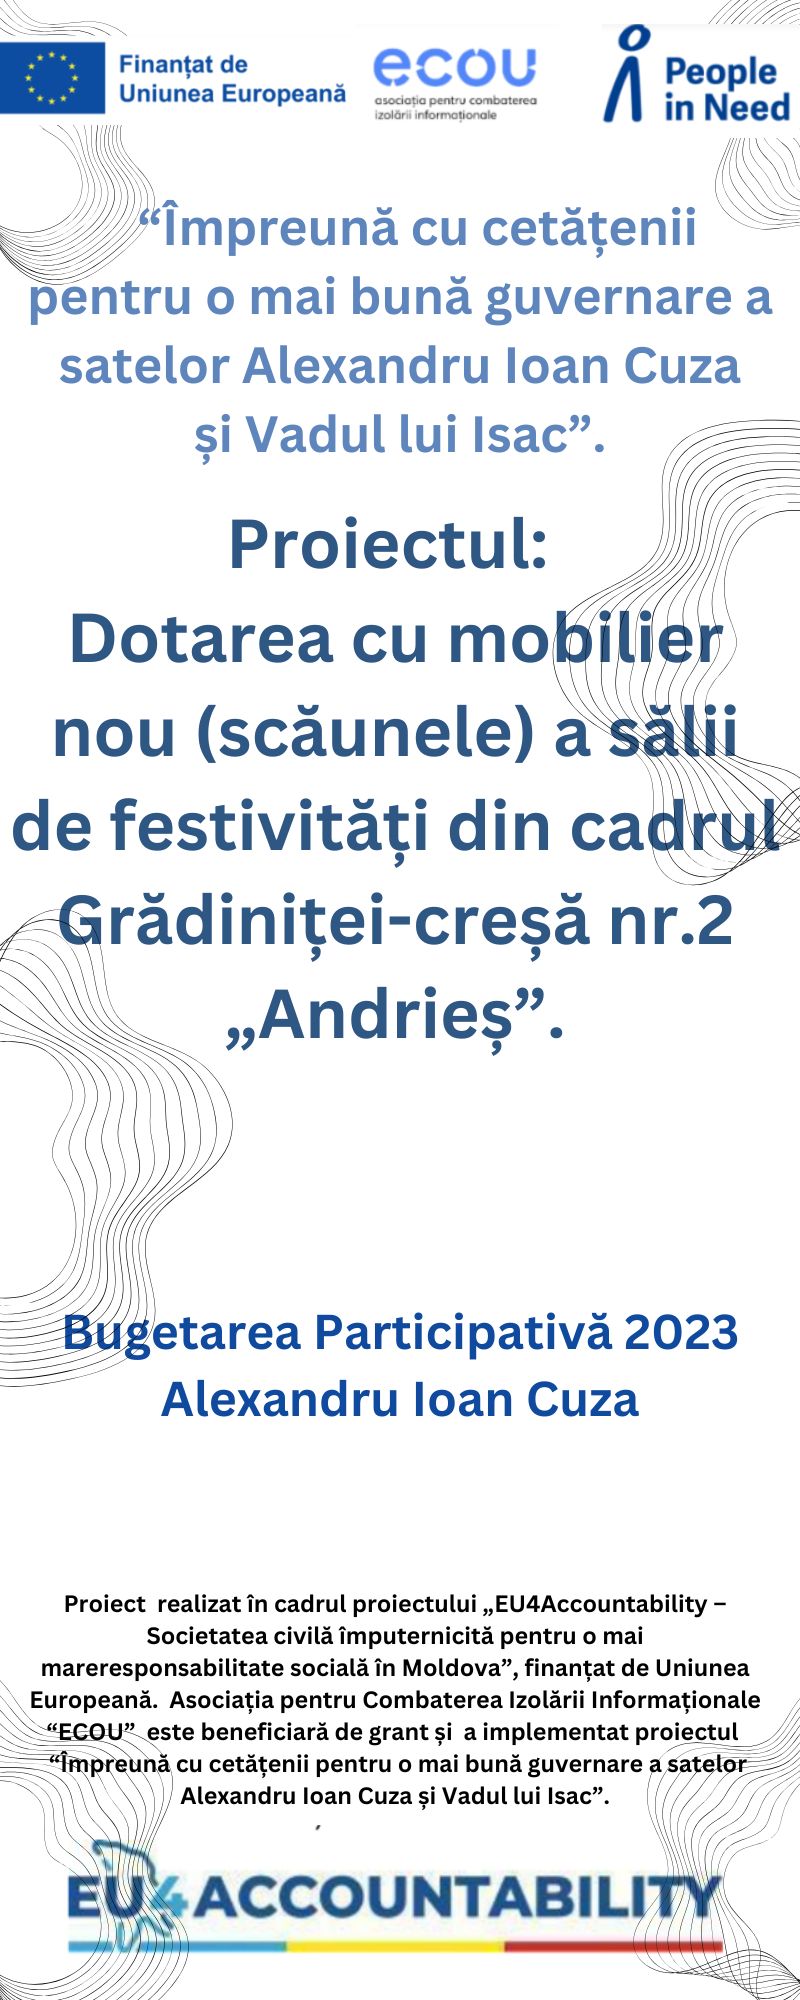 Finanțat de
Uniunea Europeană
ecou
asociația pentru combaterea
izolării informaționale
People
in Need
“Împreună cu cetățenii
pentru o mai bună guvernare a
satelor Alexandru Ioan Cuza
și Vadul lui Isac”.
Proiectul:
Dotarea cu mobilier
nou (scăunele) a sălii
de festivități din cadrul
Grădiniței-creșă nr.2
„Andrieș”.
Bugetarea Participativă 2023
Alexandru Ioan Cuza
Proiect realizat în cadrul proiectului „EU4Accountability –
Societatea civilă împuternicită pentru o mai
mareresponsabilitate socială în Moldova”, finanțat de Uniunea
Europeană. Asociația pentru Combaterea Izolării Informaționale
“ECOU” este beneficiară de grant și a implementat proiectul
“Împreună cu cetățenii pentru o mai bună guvernare a satelor
Alexandru Ioan Cuza și Vadul lui Isac”.
EU4ACCOUNTABILITY